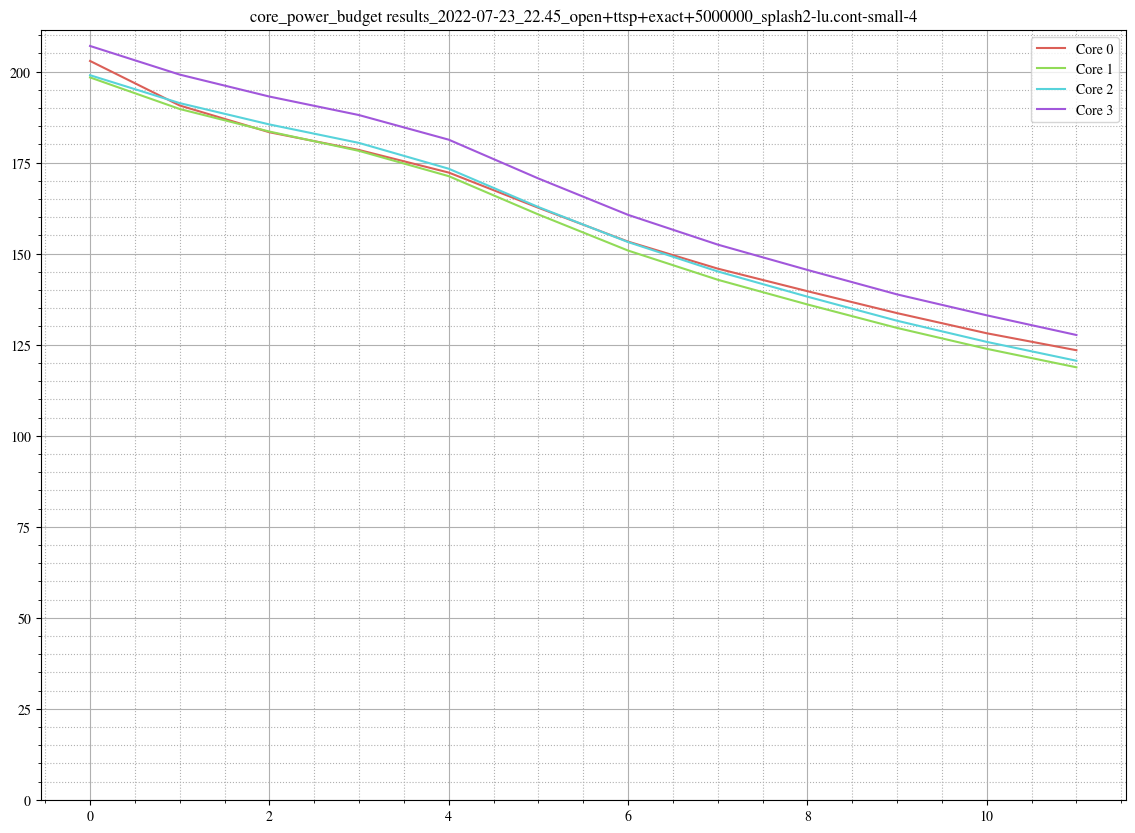 core_power_budget results_2022-07-23_22.45_open+ttsp+exact+5000000_splash2-lu.cont-small-4
Core 0
Core 1
Core 2
Core 3
200
175
150
125
100
75
50
25
0
0 2 4 6 8 10